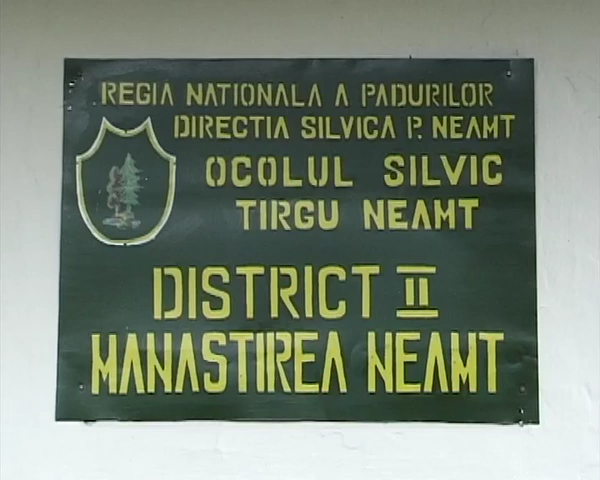 REGIA NATIONALA A PADURILOR
DIRECTIA SILVICA P. NEAMT
OCOLUL SILVIC
TIRGU NEAMT
DISTRICT II
MANASTIREA NEAMT